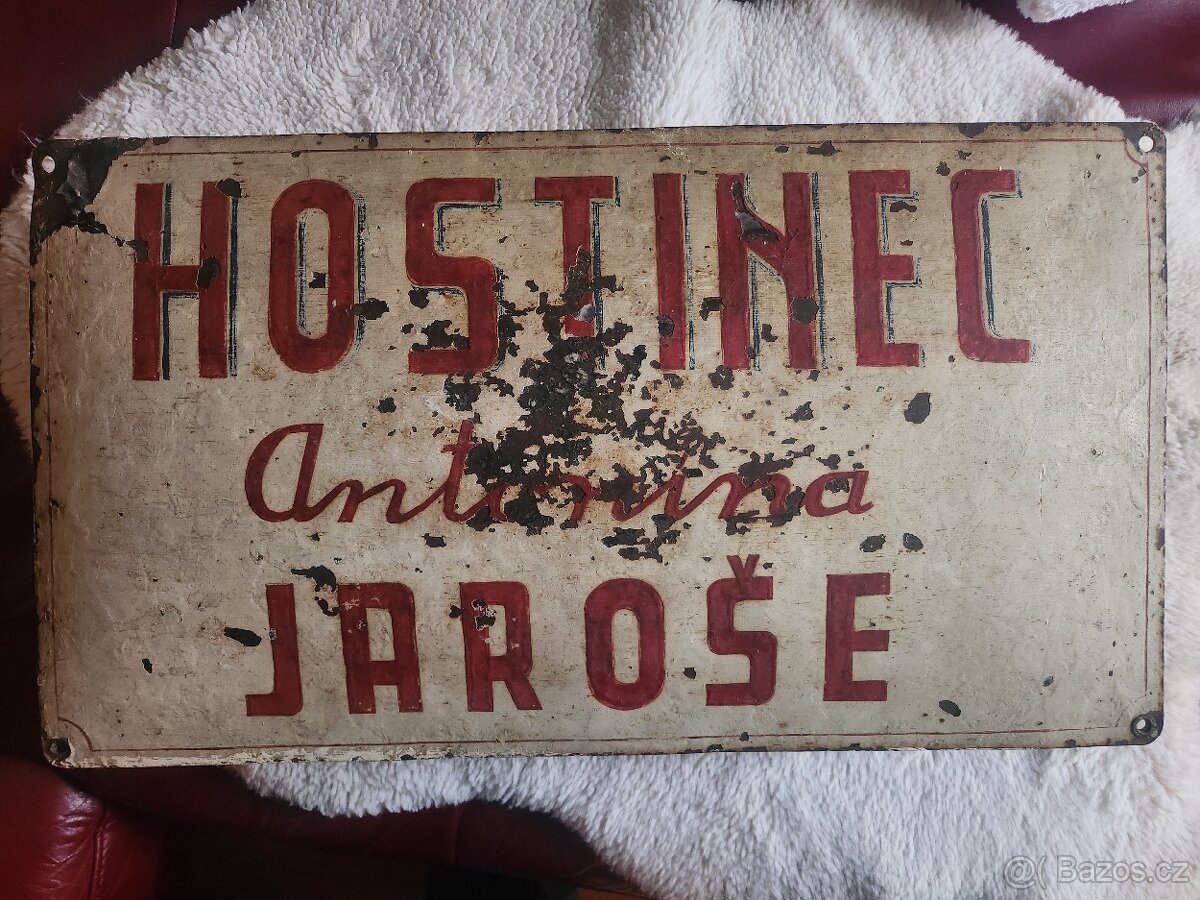 HOSTINEC
Antonína
JAROŠE
@( Bazos.cz